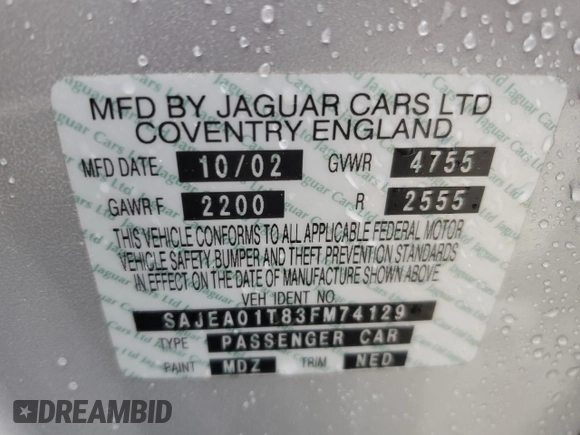 MFD BY JAGUAR CARS LTD
COVENTRY ENGLAND
MFD DATE 10/02 GVWR 4755
GAWR F 2200 R 2555
THIS VEHICLE CONFORMS TO ALL APPLICABLE FEDERAL MOTOR
VEHICLE SAFETY BUMPER AND THEFT PREVENTION STANDARDS
IN EFFECT ON THE DATE OF MANUFACTURE SHOWN ABOVE
VEH IDENT NO
SAJEA01T83FM74129
TYPE PASSENGER CAR
PAINT MDZ TRIM NED
DREAMBID